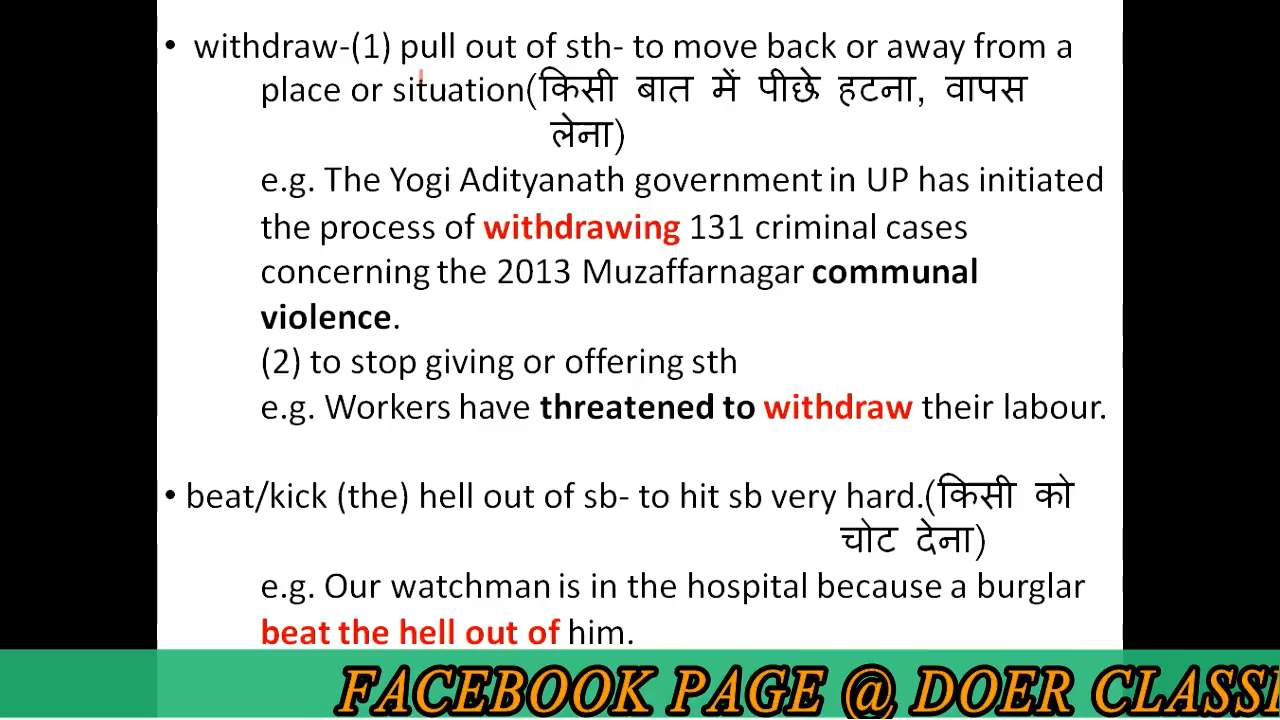 • withdraw-(1) pull out of sth- to move back or away from a
place or situation(किसी बात में पीछे हटना, वापस
लेना)
e.g. The Yogi Adityanath government in UP has initiated
the process of withdrawing 131 criminal cases
concerning the 2013 Muzaffarnagar communal
violence.
(2) to stop giving or offering sth
e.g. Workers have threatened to withdraw their labour.
• beat/kick (the) hell out of sb- to hit sb very hard.(किसी को
चोट देना)
e.g. Our watchman is in the hospital because a burglar
beat the hell out of him.
FACEBOOK PAGE @ DOER CLASSE